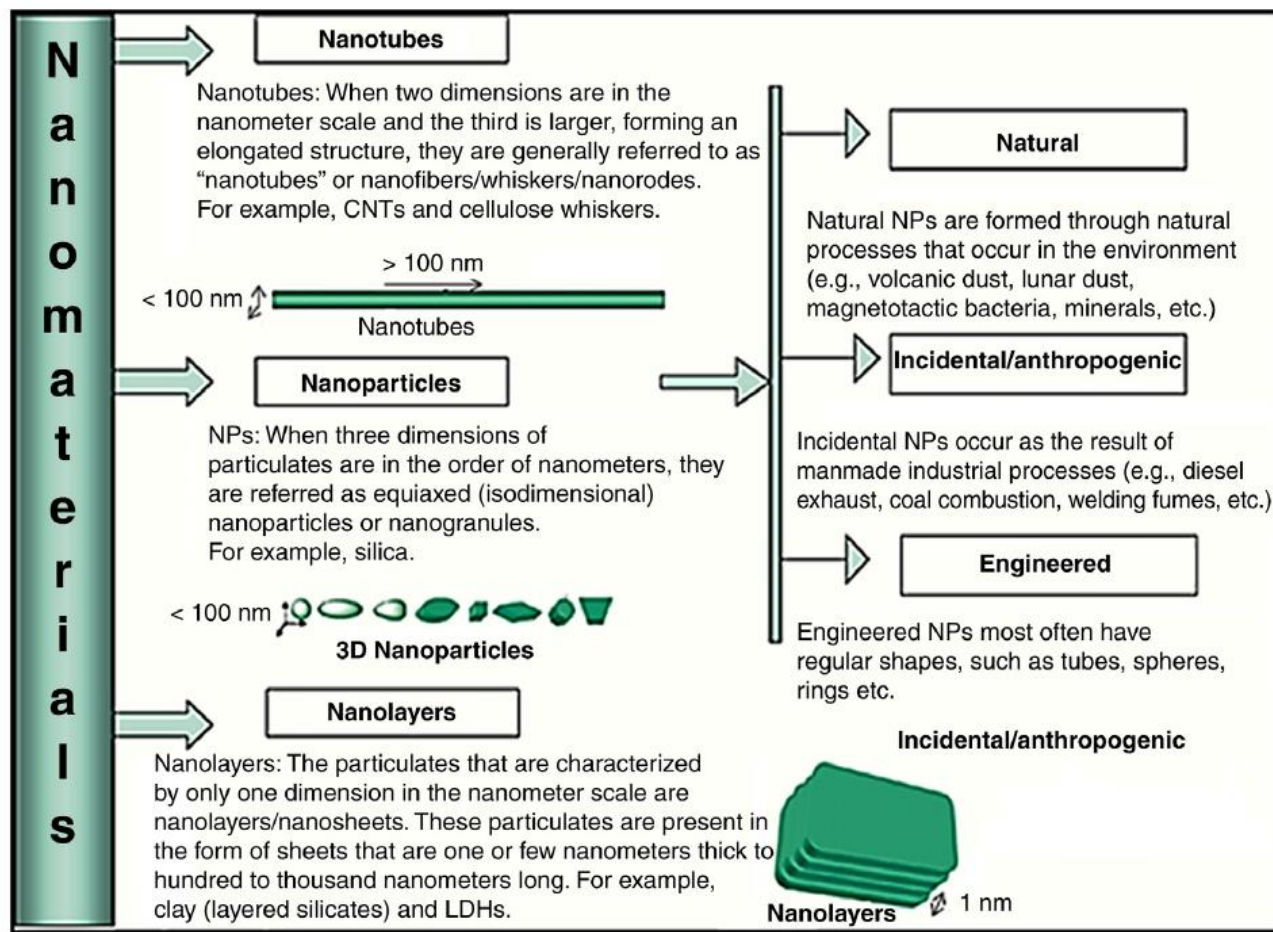 Nanomaterials
Nanotubes
Nanotubes: When two dimensions are in the
nanometer scale and the third is larger, forming an
elongated structure, they are generally referred to as
“nanotubes” or nanofibers/whiskers/nanorodes.
For example, CNTs and cellulose whiskers.
> 100 nm
< 100 nm
Nanotubes
Nanoparticles
NPs: When three dimensions of
particulates are in the order of nanometers, they
are referred as equiaxed (isodimensional)
nanoparticles or nanogranules.
For example, silica.
< 100 nm
3D Nanoparticles
Nanolayers
Nanolayers: The particulates that are characterized
by only one dimension in the nanometer scale are
nanolayers/nanosheets. These particulates are present in
the form of sheets that are one or few nanometers thick to
hundred to thousand nanometers long. For example,
clay (layered silicates) and LDHs.
Natural
Natural NPs are formed through natural
processes that occur in the environment
(e.g., volcanic dust, lunar dust,
magnetotactic bacteria, minerals, etc.)
Incidental/anthropogenic
Incidental NPs occur as the result of
manmade industrial processes (e.g., diesel
exhaust, coal combustion, welding fumes, etc.)
Engineered
Engineered NPs most often have
regular shapes, such as tubes, spheres,
rings etc.
Incidental/anthropogenic
Nanolayers
1 nm